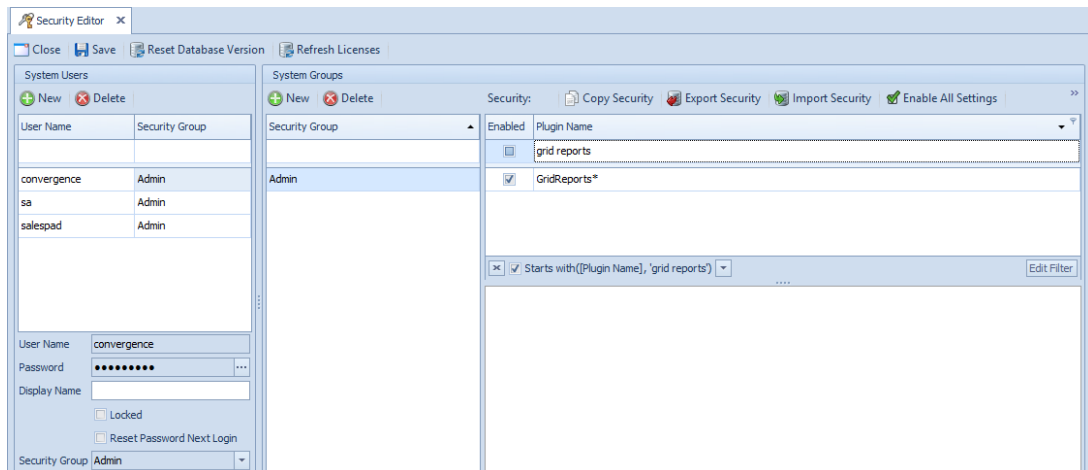 Security Editor
Close Save Reset Database Version Refresh Licenses
System Users
New Delete
User Name Security Group
convergence Admin
sa Admin
salespad Admin
User Name convergence
Password •••••••••
Display Name
Locked
Reset Password Next Login
Security Group Admin
System Groups
New Delete
Security Group
Admin
Security: Copy Security Export Security Import Security Enable All Settings »
Enabled Plugin Name
grid reports
GridReports*
Starts with([Plugin Name], 'grid reports') Edit Filter